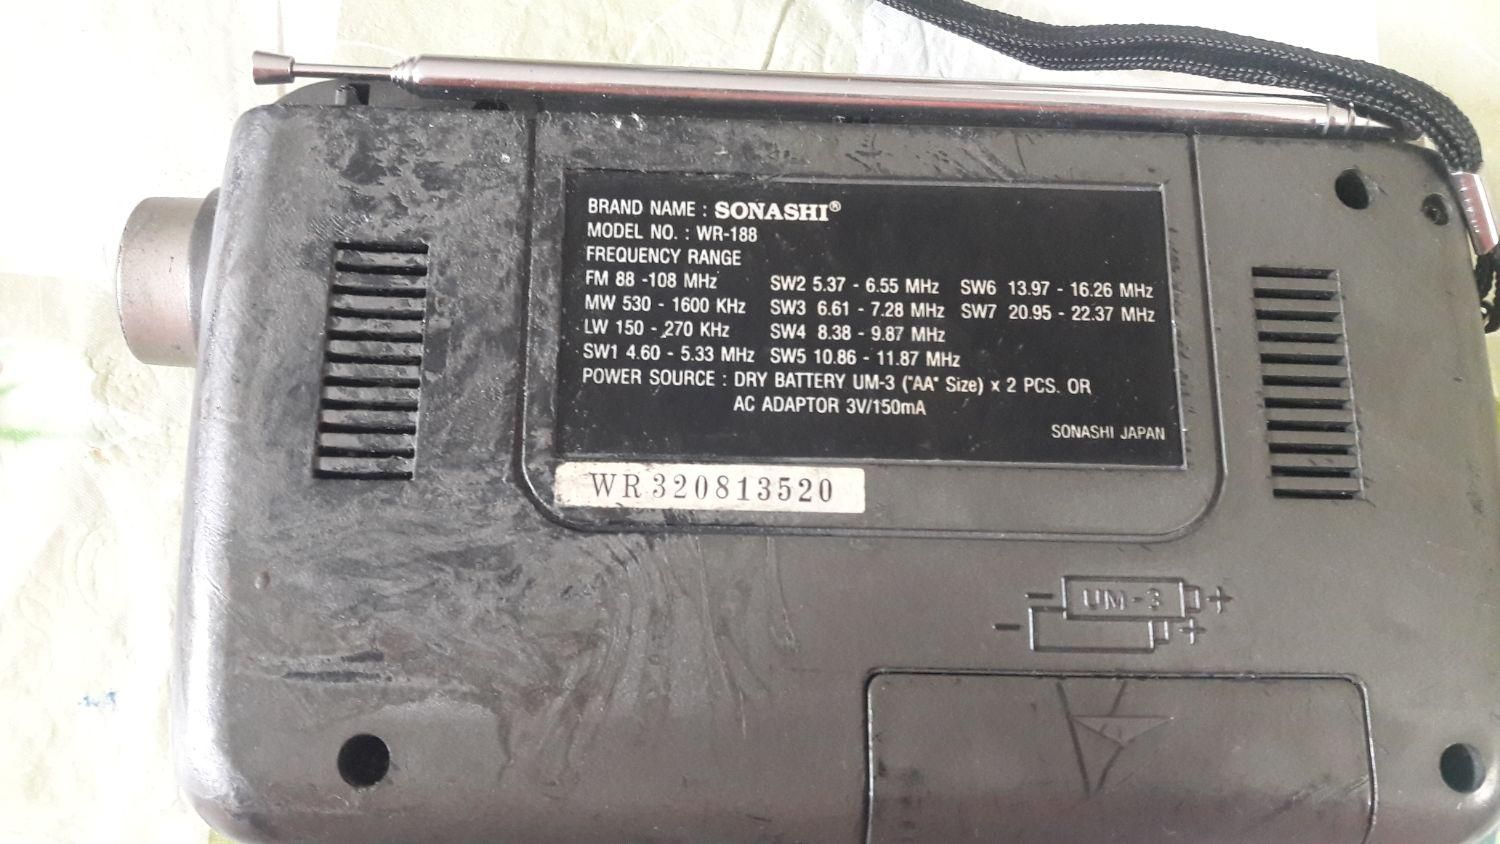 BRAND NAME : SONASHI®
MODEL NO. : WR-188
FREQUENCY RANGE
FM 88 -108 MHz
MW 530 - 1600 KHz
LW 150 - 270 KHz
SW1 4.60 - 5.33 MHz
SW2 5.37 - 6.55 MHz
SW3 6.61 - 7.28 MHz
SW4 8.38 - 9.87 MHz
SW5 10.86 - 11.87 MHz
SW6 13.97 - 16.26 MHz
SW7 20.95 - 22.37 MHz
POWER SOURCE : DRY BATTERY UM-3 ("AA" Size) x 2 PCS. OR
AC ADAPTOR 3V/150mA
SONASHI JAPAN
WR320813520
- UM-3 +
- +